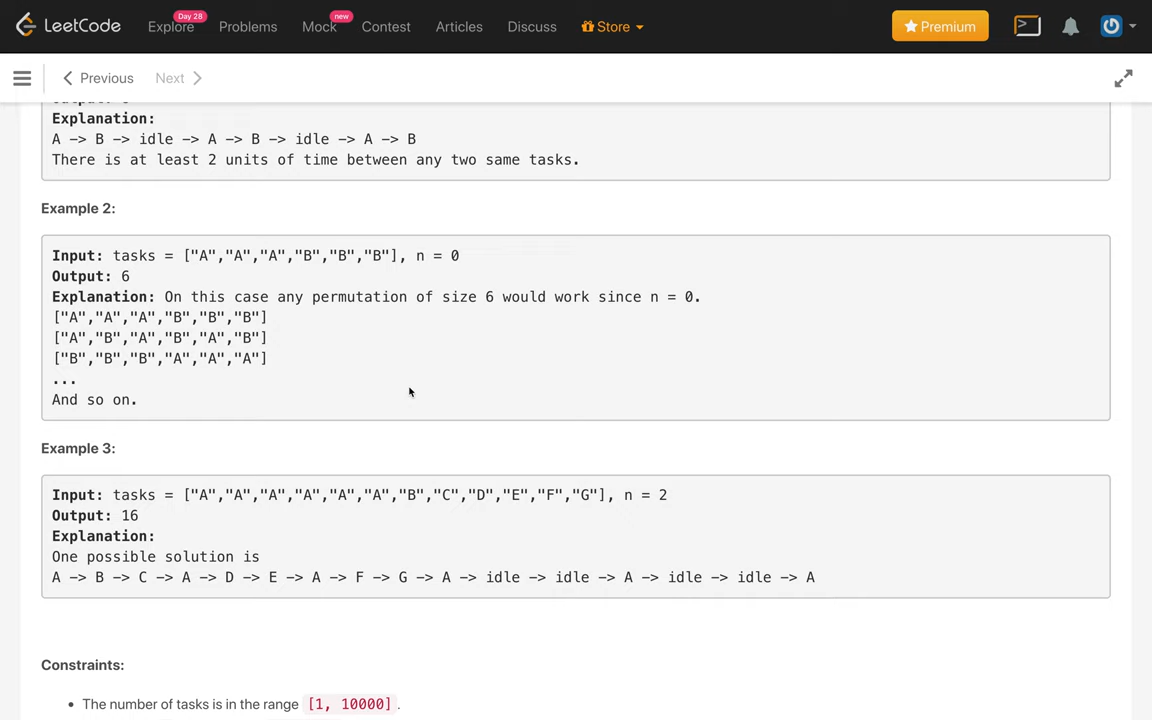 LeetCode
Explore
Day 28
Problems
Mock
new
Contest
Articles
Discuss
Store
Premium
Previous
Next
Explanation:
A -> B -> idle -> A -> B -> idle -> A -> B
There is at least 2 units of time between any two same tasks.
Example 2:
Input: tasks = ["A","A","A","B","B","B"], n = 0
Output: 6
Explanation: On this case any permutation of size 6 would work since n = 0.
["A","A","A","B","B","B"]
["A","B","A","B","A","B"]
["B","B","B","A","A","A"]
...
And so on.
Example 3:
Input: tasks = ["A","A","A","A","A","A","B","C","D","E","F","G"], n = 2
Output: 16
Explanation:
One possible solution is
A -> B -> C -> A -> D -> E -> A -> F -> G -> A -> idle -> idle -> A -> idle -> idle -> A
Constraints:
• The number of tasks is in the range [1, 10000].